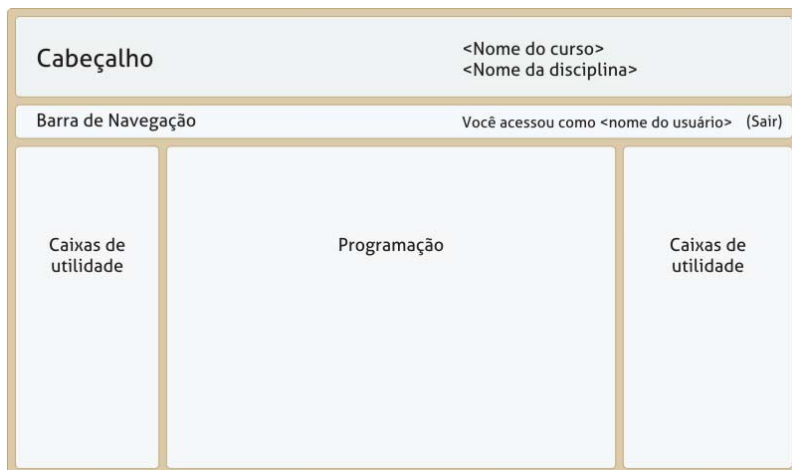 Cabeçalho
<Nome do curso>
<Nome da disciplina>
Barra de Navegação
Você acessou como <nome do usuário> (Sair)
Caixas de
utilidade
Programação
Caixas de
utilidade